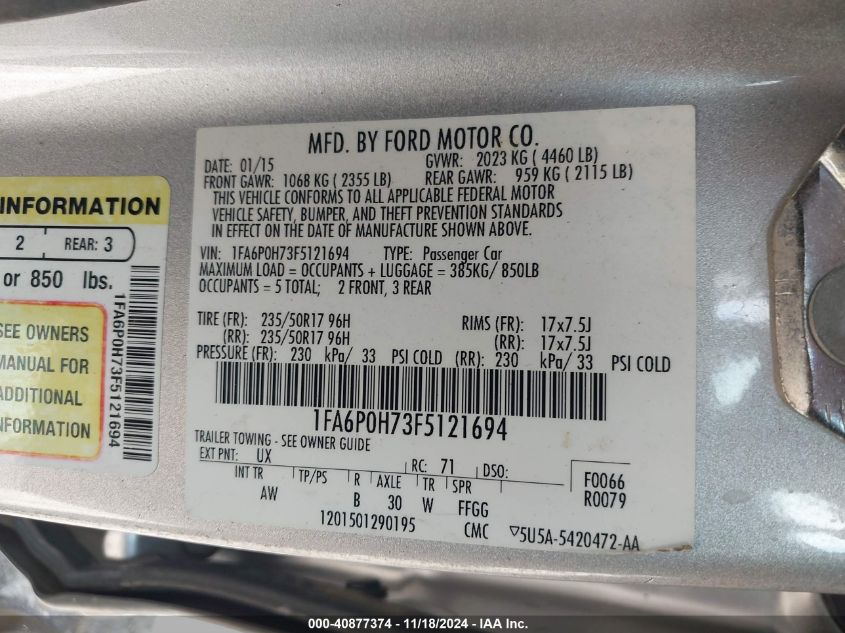 MFD. BY FORD MOTOR CO.
DATE: 01/15 GVWR: 2023 KG ( 4460 LB)
FRONT GAWR: 1068 KG ( 2355 LB) REAR GAWR: 959 KG ( 2115 LB)
THIS VEHICLE CONFORMS TO ALL APPLICABLE FEDERAL MOTOR
VEHICLE SAFETY, BUMPER, AND THEFT PREVENTION STANDARDS
IN EFFECT ON THE DATE OF MANUFACTURE SHOWN ABOVE.
VIN: 1FA6P0H73F5121694 TYPE: Passenger Car
MAXIMUM LOAD = OCCUPANTS + LUGGAGE = 385KG/ 850LB
OCCUPANTS = 5 TOTAL; 2 FRONT, 3 REAR
TIRE (FR): 235/50R17 96H RIMS (FR): 17x7.5J
(RR): 235/50R17 96H (RR): 17x7.5J
PRESSURE (FR): 230 kPa/ 33 PSI COLD (RR): 230 kPa/ 33 PSI COLD
1FA6P0H73F5121694
TRAILER TOWING - SEE OWNER GUIDE
EXT PNT: UX RC: 71 DSO:
INT TR TP/PS R AXLE TR SPR
AW B 30 W FFGG
F0066
R0079
1201501290195 CMC ▽5U5A-5420472-AA
INFORMATION
2 REAR: 3
or 850 lbs.
SEE OWNERS
MANUAL FOR
ADDITIONAL
INFORMATION
1FA6P0H73F5121694
000-40877374 - 11/18/2024 - IAA Inc.